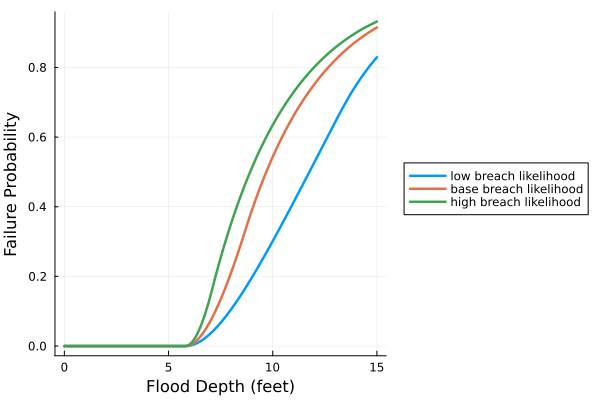 Failure Probability
0.8
0.6
0.4
0.2
0.0
0 5 10 15
Flood Depth (feet)
low breach likelihood
base breach likelihood
high breach likelihood